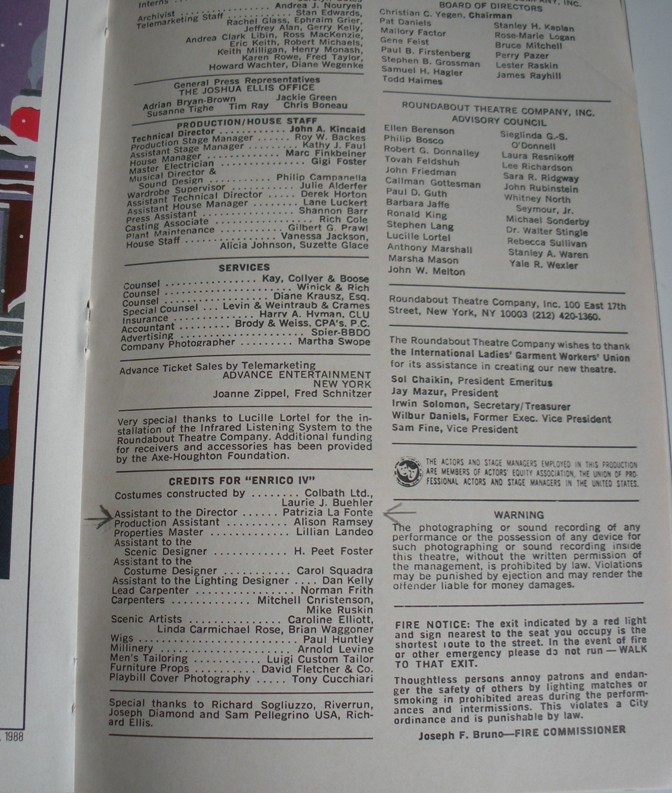 Interns . . . . . . . . . Andrea J. Nouryeh
Archivist . . . . . . . . . . Stan Edwards,
Telemarketing Staff . . Rachel Glass, Ephraim Grier,
Jeffrey Alan, Gerry Kelly,
Andrea Clark Libin, Ross MacKenzie,
Eric Keith, Robert Michaels,
Keith Milligan, Henry Monash,
Karen Rowe, Fred Taylor,
Howard Wachter, Diane Wegenke
General Press Representatives
THE JOSHUA ELLIS OFFICE
Adrian Bryan-Brown Jackie Green
Susanne Tighe Tim Ray Chris Boneau
PRODUCTION/HOUSE STAFF
Technical Director . . . . . . . . . . . John A. Kincaid
Production Stage Manager . . . . . Roy W. Backes
Assistant Stage Manager . . . . . . . Kathy J. Faul
House Manager . . . . . . . . . . . . Marc Finkbeiner
Master Electrician . . . . . . . . . . . . . . Gigi Foster
Musical Director &
Sound Design . . . . . . . . . . . Philip Campanella
Wardrobe Supervisor . . . . . . . . . . Julie Alderfer
Assistant Technical Director . . . . . Derek Horton
Assistant House Manager . . . . . . . . Lane Luckert
Press Assistant . . . . . . . . . . . . . . Shannon Barr
Casting Associate . . . . . . . . . . . . . . . Rich Cole
Plant Maintenance . . . . . . . . . . Gilbert G. Prawl
House Staff . . . . . . . . . . . . . . Vanessa Jackson,
Alicia Johnson, Suzette Glace
SERVICES
Counsel . . . . . . . . . . . . . . Kay, Collyer & Boose
Counsel . . . . . . . . . . . . . . . . . . . Winick & Rich
Counsel . . . . . . . . . . . . . . . . Diane Krausz, Esq.
Special Counsel . . . Levin & Weintraub & Crames
Insurance . . . . . . . . . . . . . . Harry A. Hyman, CLU
Accountant . . . . . . . . . . Brody & Weiss, CPA's, P.C.
Advertising . . . . . . . . . . . . . . . . . . . . . Spier-BBDO
Company Photographer . . . . . . . . . . Martha Swope
Advance Ticket Sales by Telemarketing
ADVANCE ENTERTAINMENT
NEW YORK
Joanne Zippel, Fred Schnitzer
Very special thanks to Lucille Lortel for the in-
stallation of the Infrared Listening System to the
Roundabout Theatre Company. Additional funding
for receivers and accessories has been provided
by the Axe-Houghton Foundation.
CREDITS FOR "ENRICO IV"
Costumes constructed by . . . . . . . . Colbath Ltd.,
Laurie J. Buehler
Assistant to the Director . . . . . . Patrizia La Fonte
Production Assistant . . . . . . . . . . Alison Ramsey
Properties Master . . . . . . . . . . . . . Lillian Landeo
Assistant to the
Scenic Designer . . . . . . . . . . . . H. Peet Foster
Assistant to the
Costume Designer . . . . . . . . . . . Carol Squadra
Assistant to the Lighting Designer . . . . Dan Kelly
Lead Carpenter . . . . . . . . . . . . . . . . Norman Frith
Carpenters . . . . . . . . . . . . . Mitchell Christenson,
Mike Ruskin
Scenic Artists . . . . . . . . . . . . . . Caroline Elliott,
Linda Carmichael Rose, Brian Waggoner
Wigs . . . . . . . . . . . . . . . . . . . . . . . . Paul Huntley
Millinery . . . . . . . . . . . . . . . . . . . . Arnold Levine
Men's Tailoring . . . . . . . . . . Luigi Custom Tailor
Furniture Props . . . . . . . . . . David Fletcher & Co.
Playbill Cover Photography . . . . . Tony Cucchiari
Special thanks to Richard Sogliuzzo, Riverrun,
Joseph Diamond and Sam Pellegrino USA, Rich-
ard Ellis.
BOARD OF DIRECTORS
Christian C. Yegen, Chairman
Pat Daniels Stanley H. Kaplan
Mallory Factor Rose-Marie Logan
Gene Feist Bruce Mitchell
Paul B. Firstenberg Perry Pazer
Stephen B. Grossman Lester Raskin
Samuel H. Hagler James Rayhill
Todd Haimes
ROUNDABOUT THEATRE COMPANY, INC.
ADVISORY COUNCIL
Ellen Berenson
Philip Bosco
Robert G. Donnalley
Tovah Feldshuh
John Friedman
Callman Gottesman
Paul D. Guth
Barbara Jaffe
Ronald King
Stephen Lang
Lucille Lortel
Anthony Marshall
Marsha Mason
John W. Melton
Sieglinda G.-S.
O'Donnell
Laura Resnikoff
Lee Richardson
Sara R. Ridgway
John Rubinstein
Whitney North
Seymour, Jr.
Michael Sonderby
Dr. Walter Stingle
Rebecca Sullivan
Stanley A. Waren
Yale R. Wexler
Roundabout Theatre Company, Inc. 100 East 17th
Street, New York, NY 10003 (212) 420-1360.
The Roundabout Theatre Company wishes to thank
the International Ladies' Garment Workers' Union
for its assistance in creating our new theatre.
Sol Chaikin, President Emeritus
Jay Mazur, President
Irwin Solomon, Secretary/Treasurer
Wilbur Daniels, Former Exec. Vice President
Sam Fine, Vice President
THE ACTORS AND STAGE MANAGERS EMPLOYED IN THIS PRODUCTION
ARE MEMBERS OF ACTORS' EQUITY ASSOCIATION, THE UNION OF PRO-
FESSIONAL ACTORS AND STAGE MANAGERS IN THE UNITED STATES.
WARNING
The photographing or sound recording of any
performance or the possession of any device for
such photographing or sound recording inside
this theatre, without the written permission of
the management, is prohibited by law. Violations
may be punished by ejection and may render the
offender liable for money damages.
FIRE NOTICE: The exit indicated by a red light
and sign nearest to the seat you occupy is the
shortest route to the street. In the event of fire
or other emergency please do not run — WALK
TO THAT EXIT.
Thoughtless persons annoy patrons and endan-
ger the safety of others by lighting matches or
smoking in prohibited areas during the perform-
ances and intermissions. This violates a City
ordinance and is punishable by law.
Joseph F. Bruno—FIRE COMMISSIONER
1988